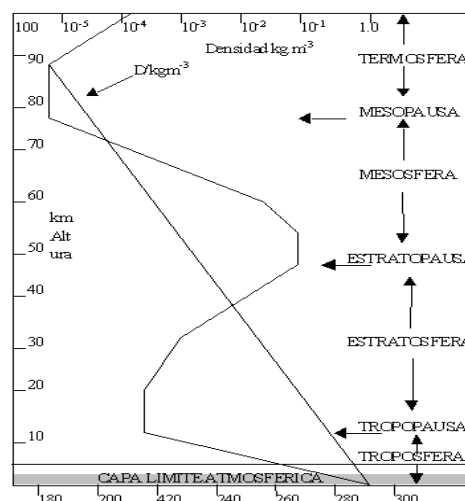 100 10-5 10-4 10-3 10-2 10-1 1.0
Densidad kg.m3
90
TERMOSFERA
D/kgm-3
80
MESOPAUSA
70
MESOSFERA
60
km
Alt
ura
50
ESTRATOPAUSA
40
30
ESTRATOSFERA
20
TROPOPAUSA
10
TROPOSFERA
CAPA LIMITE ATMOSFERICA
180 200 220 240 260 280 300